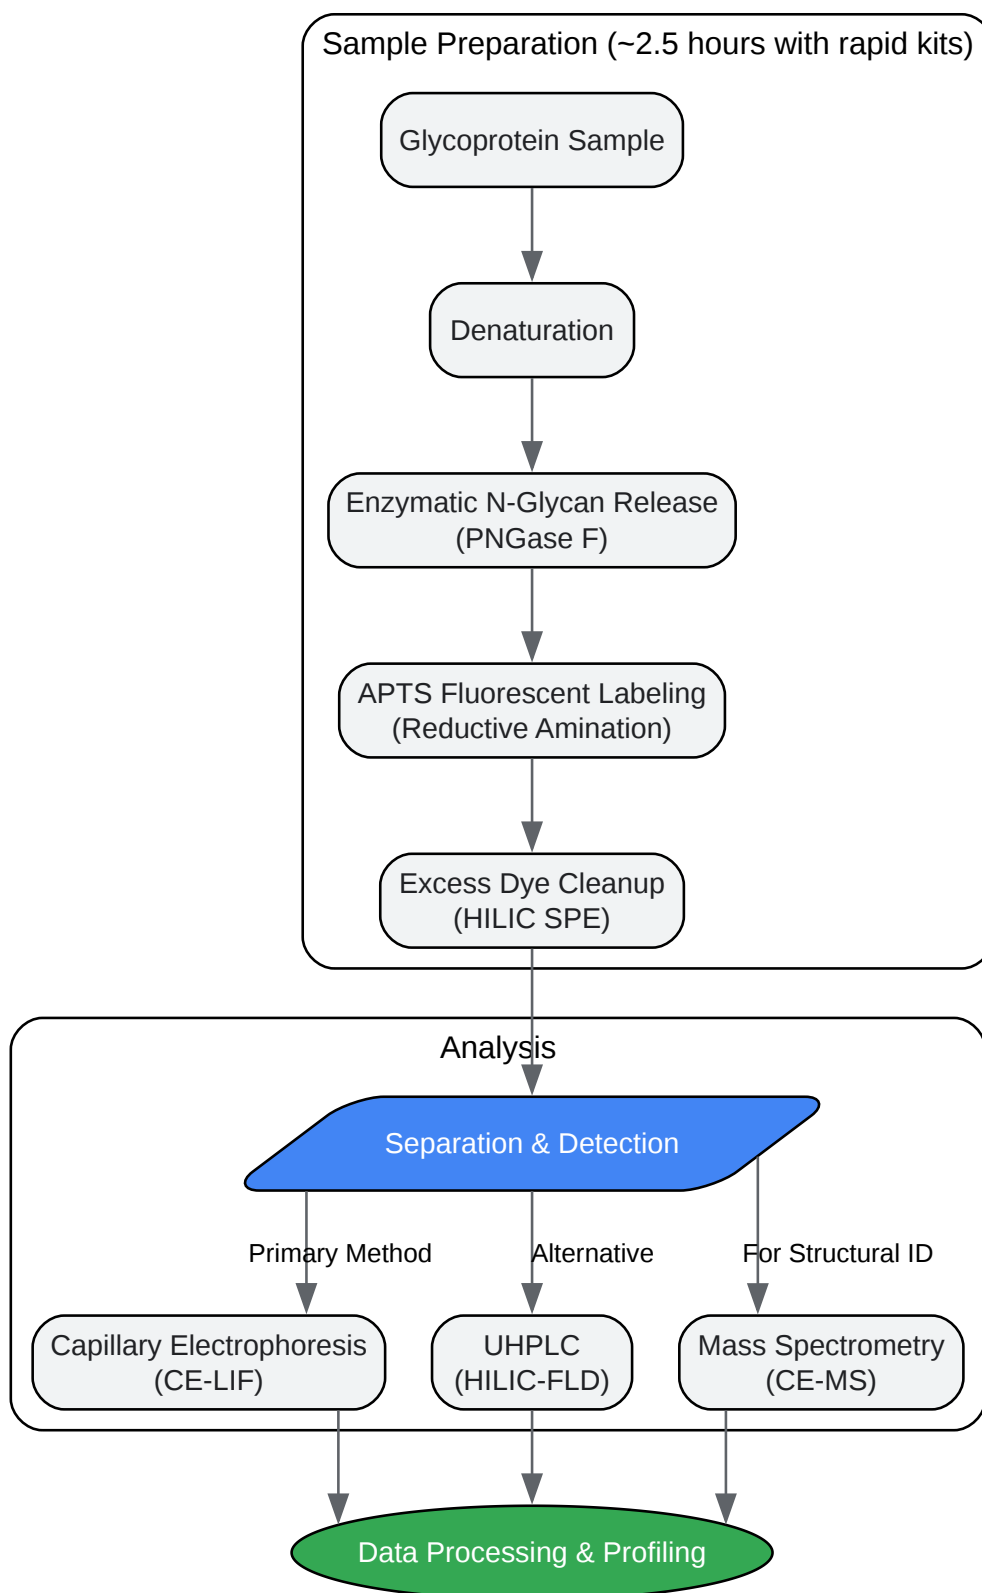 Sample Preparation (~2.5 hours with rapid kits)
Glycoprotein Sample
Denaturation
Enzymatic N-Glycan Release
(PNGase F)
APTS Fluorescent Labeling
(Reductive Amination)
Excess Dye Cleanup
(HILIC SPE)
Analysis
Separation & Detection
Primary Method
Alternative
For Structural ID
Capillary Electrophoresis
(CE-LIF)
UHPLC
(HILIC-FLD)
Mass Spectrometry
(CE-MS)
Data Processing & Profiling